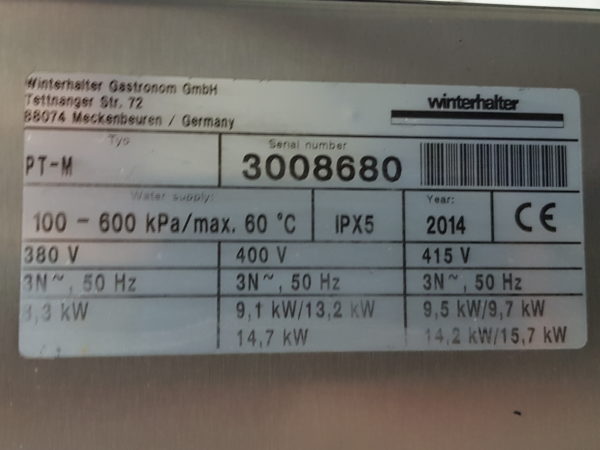 Winterhalter Gastronom GmbH
Tettnanger Str. 72
88074 Meckenbeuren / Germany
winterhalter
Typ
PT-M
Serial number
3008680
Water supply:
100 - 600 kPa/max. 60 °C
IPX5
Year:
2014
CE
380 V
400 V
415 V
3N~, 50 Hz
3N~, 50 Hz
3N~, 50 Hz
9,1 kW/13,2 kW
9,5 kW/9,7 kW
14,7 kW
14,2 kW/15,7 kW